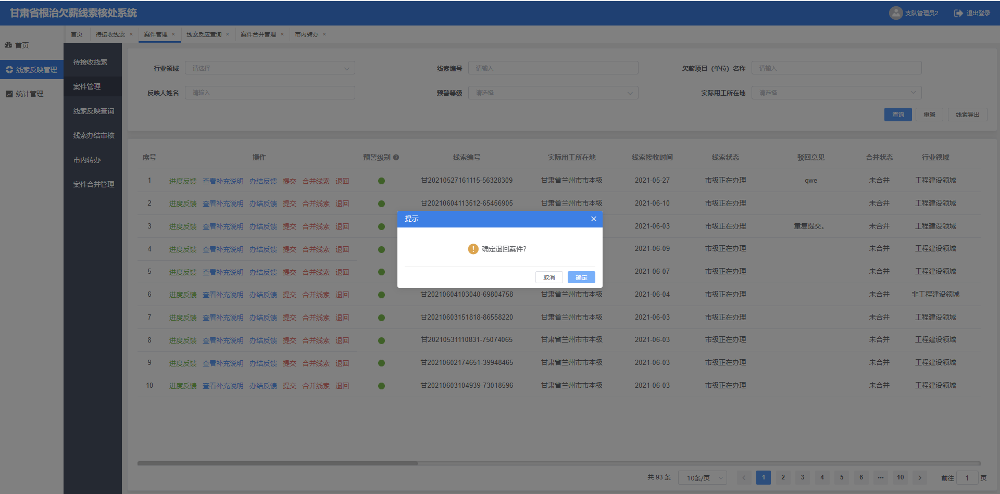 甘肃省根治欠薪线索核处系统
支队管理员2 退出登录
首页 待接收线索 × 案件管理 × 线索反应查询 × 案件合并管理 × 市内转办 ×
首页
线索反映管理
统计管理
待接收线索
案件管理
线索反映查询
线索办结审核
市内转办
案件合并管理
行业领域 请选择 线索编号 请输入 欠薪项目（单位）名称 请输入
反映人姓名 请输入 预警等级 请选择 实际用工所在地 请选择
查询 重置 线索导出
序号 操作 预警级别 ? 线索编号 实际用工所在地 线索接收时间 线索状态 驳回意见 合并状态 行业领域
1 进度反馈 查看补充说明 办结反馈 提交 合并线索 退回 甘20210527161115-56328309 甘肃省兰州市市本级 2021-05-27 市级正在办理 qwe 未合并 工程建设领域
2 进度反馈 查看补充说明 办结反馈 提交 合并线索 退回 甘20210604113512-65456905 甘肃省兰州市市本级 2021-06-10 市级正在办理 未合并 工程建设领域
3 进度反馈 查看补充说明 办结反馈 提交 合并线索 退回 2021-06-03 市级正在办理 重复提交。 未合并 工程建设领域
4 进度反馈 查看补充说明 办结反馈 提交 合并线索 退回 2021-06-09 市级正在办理 未合并 工程建设领域
5 进度反馈 查看补充说明 办结反馈 提交 合并线索 退回 2021-06-07 市级正在办理 未合并 工程建设领域
6 进度反馈 查看补充说明 办结反馈 提交 合并线索 退回 甘20210604103040-69804758 甘肃省兰州市市本级 2021-06-04 市级正在办理 未合并 非工程建设领域
7 进度反馈 查看补充说明 办结反馈 提交 合并线索 退回 甘20210603151818-86558220 甘肃省兰州市市本级 2021-06-03 市级正在办理 未合并 工程建设领域
8 进度反馈 查看补充说明 办结反馈 提交 合并线索 退回 甘20210531110831-75074065 甘肃省兰州市市本级 2021-06-03 市级正在办理 未合并 工程建设领域
9 进度反馈 查看补充说明 办结反馈 提交 合并线索 退回 甘20210602174651-39948465 甘肃省兰州市市本级 2021-06-03 市级正在办理 未合并 工程建设领域
10 进度反馈 查看补充说明 办结反馈 提交 合并线索 退回 甘20210603104939-73018596 甘肃省兰州市市本级 2021-06-03 市级正在办理 未合并 工程建设领域
提示
确定退回案件?
取消 确定
共 93 条 10条/页 < 1 2 3 4 5 6 ••• 10 > 前往 1 页